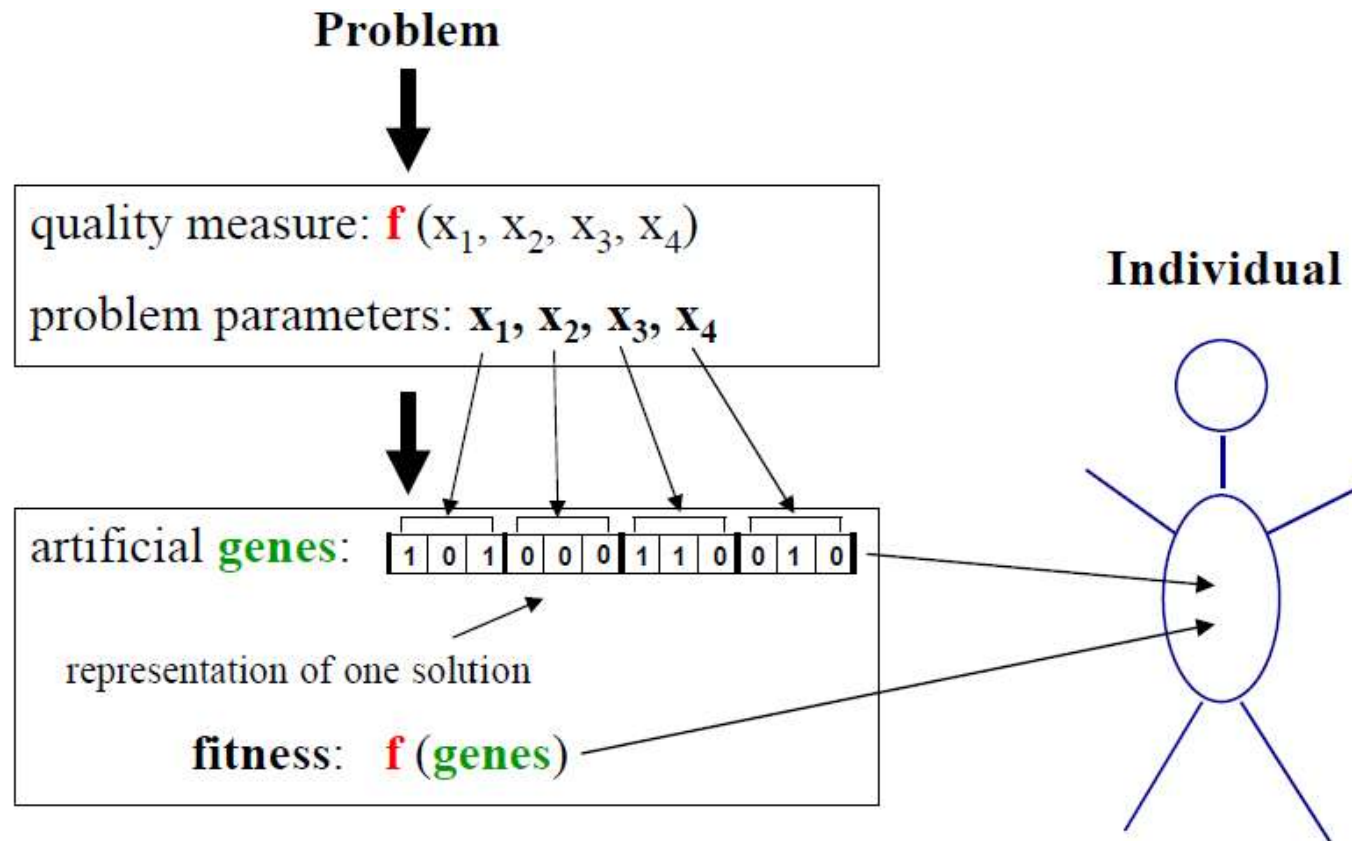 Problem
quality measure: f (x₁, x₂, x₃, x₄)
problem parameters: x₁, x₂, x₃, x₄
Individual
artificial genes: 1 0 1 0 0 0 1 1 0 0 1 0
representation of one solution
fitness: f (genes)